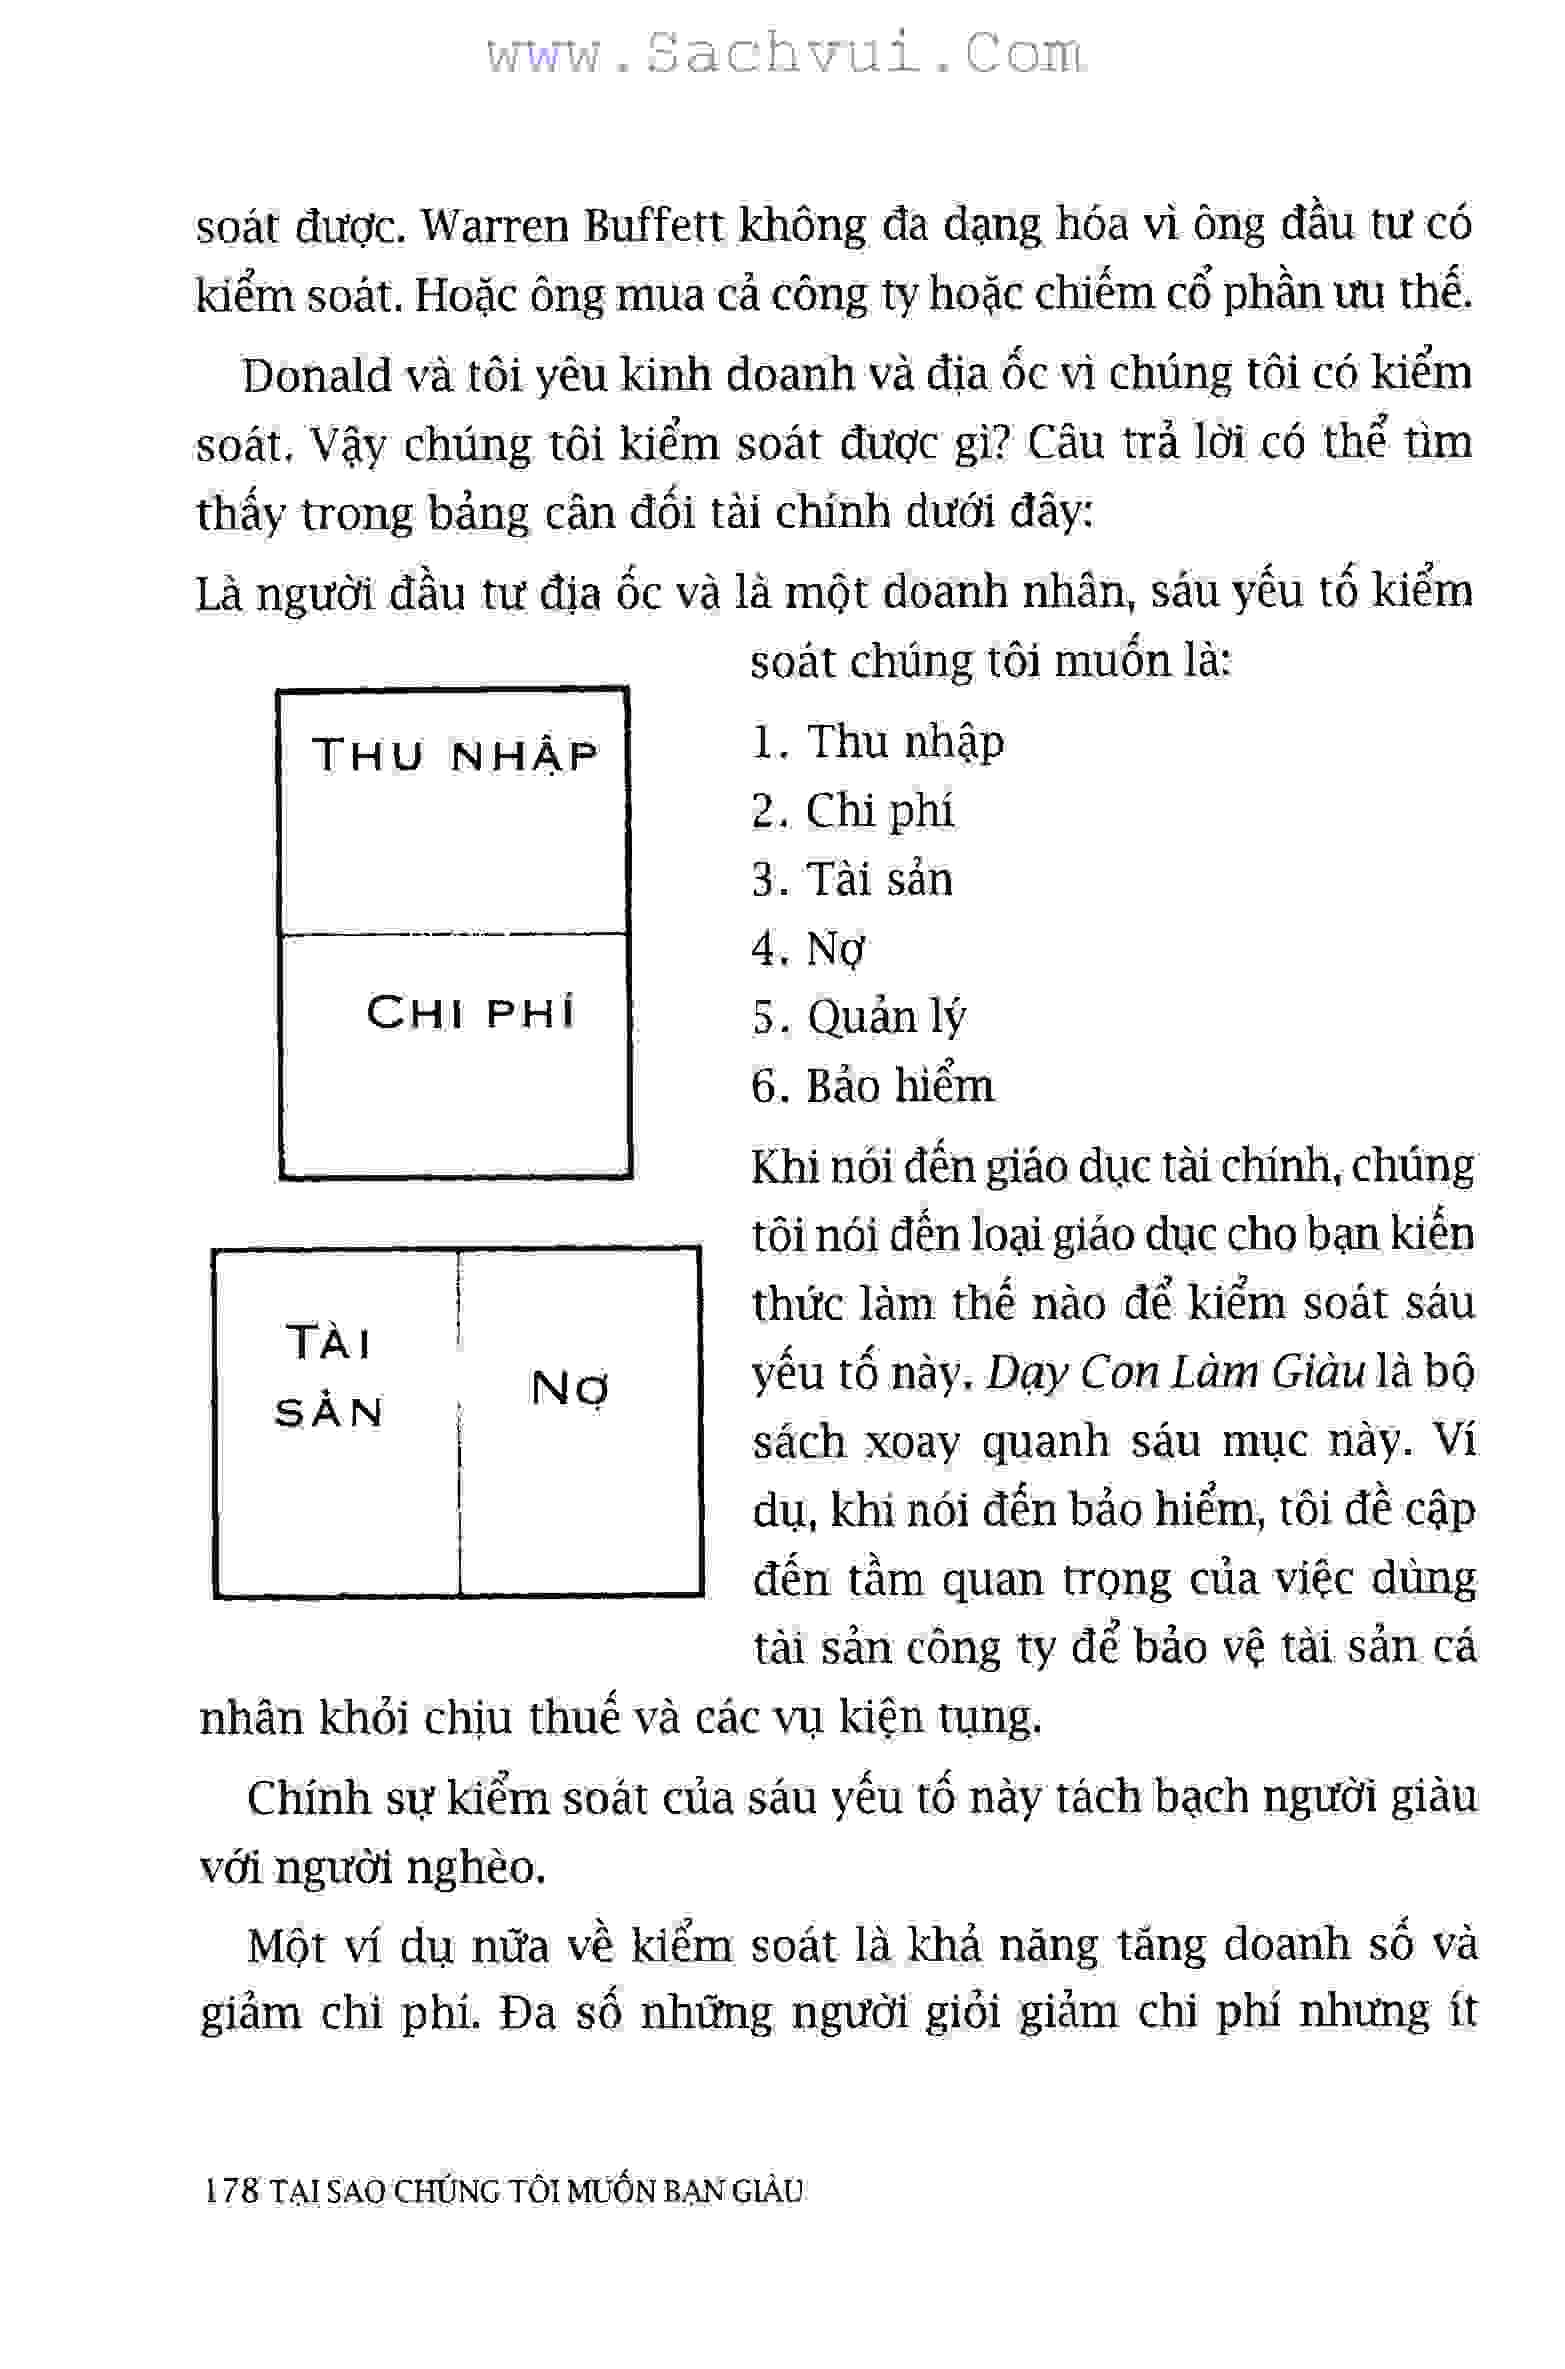 www.Sachvui.Com
soát được. Warren Buffett không đa dạng hóa vì ông đầu tư có
kiểm soát. Hoặc ông mua cả công ty hoặc chiếm cổ phần ưu thế.
Donald và tôi yêu kinh doanh và địa ốc vì chúng tôi có kiểm
soát. Vậy chúng tôi kiểm soát được gì? Câu trả lời có thể tìm
thấy trong bảng cân đối tài chính dưới đây:
Là người đầu tư địa ốc và là một doanh nhân, sáu yếu tố kiểm
soát chúng tôi muốn là:
THU NHẬP
CHI PHÍ
TÀI
SẢN
NỢ
1. Thu nhập
2. Chi phí
3. Tài sản
4. Nợ
5. Quản lý
6. Bảo hiểm
Khi nói đến giáo dục tài chính, chúng
tôi nói đến loại giáo dục cho bạn kiến
thức làm thế nào để kiểm soát sáu
yếu tố này. Dạy Con Làm Giàu là bộ
sách xoay quanh sáu mục này. Ví
dụ, khi nói đến bảo hiểm, tôi đề cập
đến tầm quan trọng của việc dùng
tài sản công ty để bảo vệ tài sản cá
nhân khỏi chịu thuế và các vụ kiện tụng.
Chính sự kiểm soát của sáu yếu tố này tách bạch người giàu
với người nghèo.
Một ví dụ nữa về kiểm soát là khả năng tăng doanh số và
giảm chi phí. Đa số những người giỏi giảm chi phí nhưng ít
178 TẠI SAO CHÚNG TÔI MUỐN BẠN GIÀU